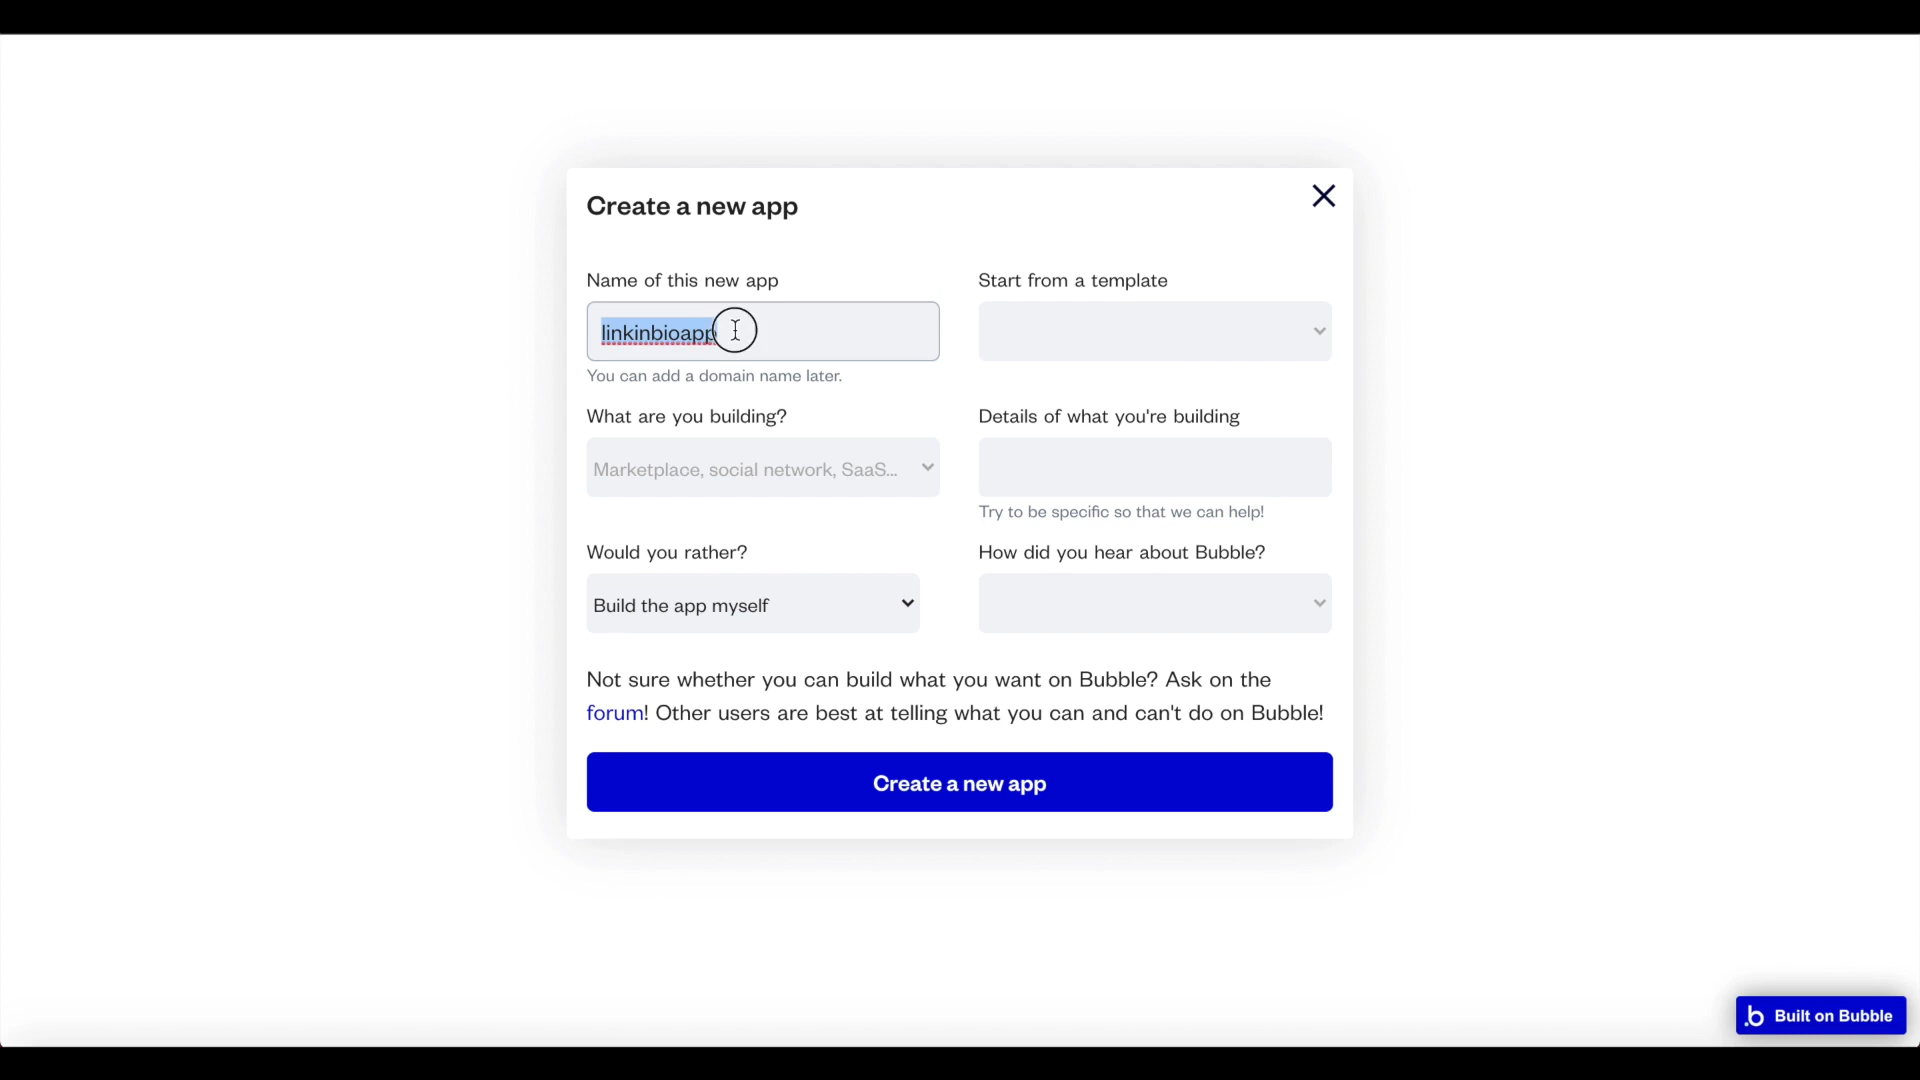 Create a new app
Name of this new app
Start from a template
linkinbioapp
You can add a domain name later.
What are you building?
Details of what you're building
Marketplace, social network, SaaS...
Try to be specific so that we can help!
Would you rather?
How did you hear about Bubble?
Build the app myself
Not sure whether you can build what you want on Bubble? Ask on the
forum! Other users are best at telling what you can and can't do on Bubble!
Create a new app
b Built on Bubble